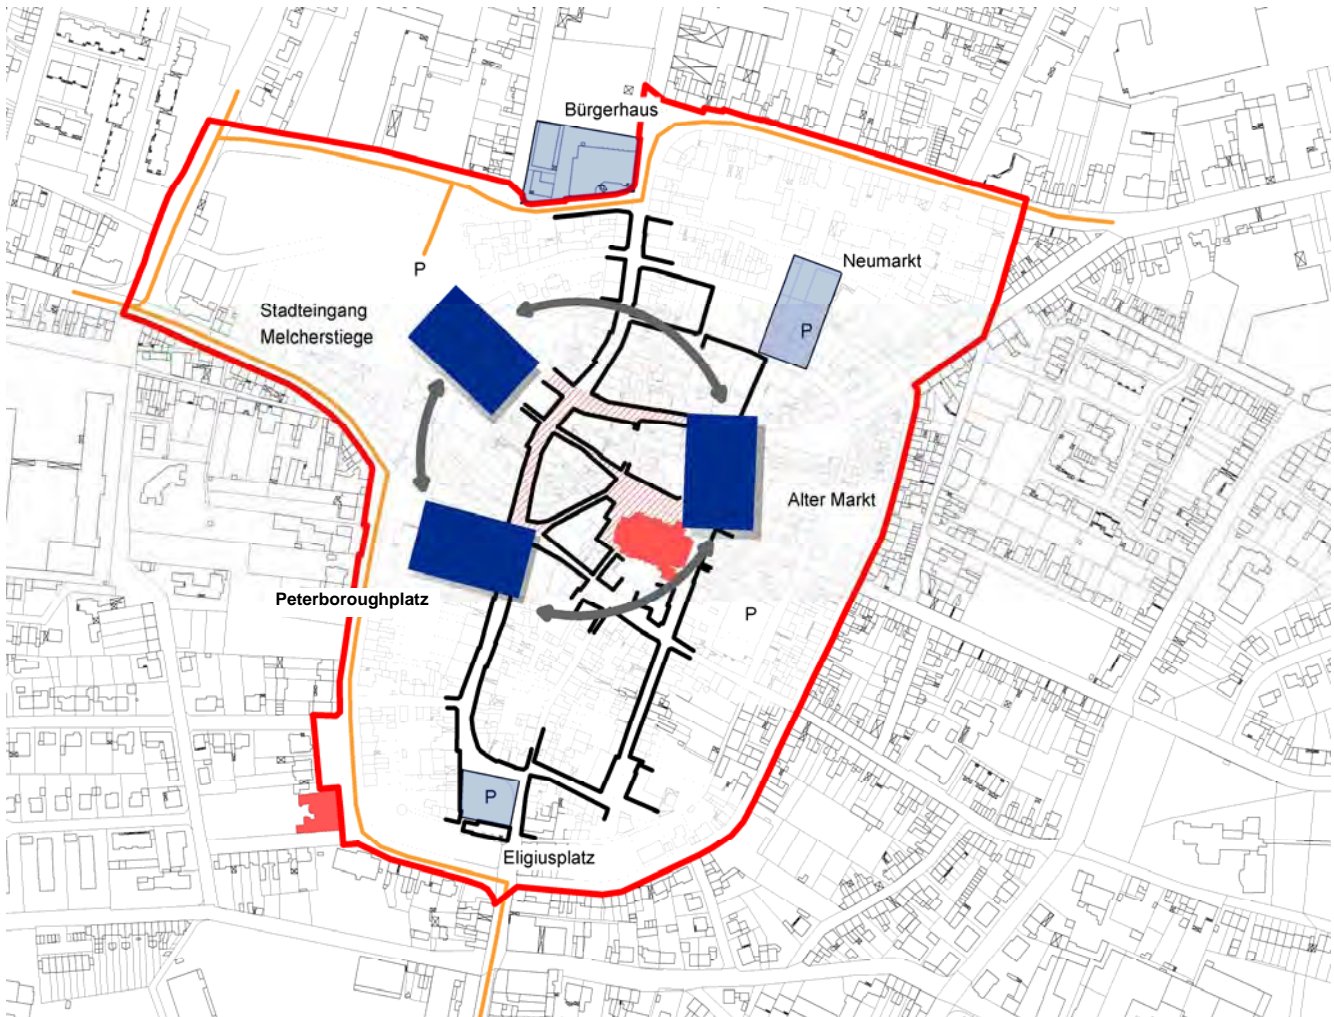 Bürgerhaus
Neumarkt
P
Stadteingang
Melcherstiege
P
Alter Markt
Peterboroughplatz
P
P
Eligiusplatz